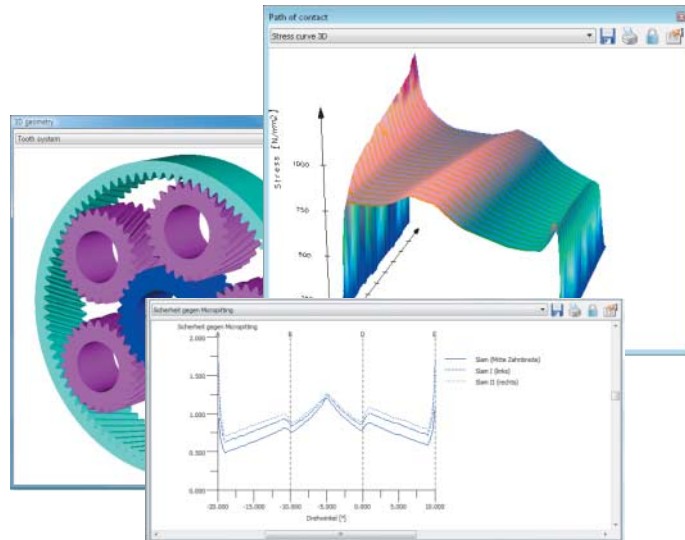 Path of contact
Stress curve 3D
Stress [N/mm2]
1000
750
500
3D geometry
Tooth system
Sicherheit gegen Micropitting
Sicherheit gegen Micropitting
A
B
D
E
2.000
1.500
1.000
0.500
0.000
-20.000 -15.000 -10.000 -5.000 0.000 5.000 10.000
Drehwinkel [°]
Slam (Mitte Zahnbreite)
Slam I (links)
Slam II (rechts)